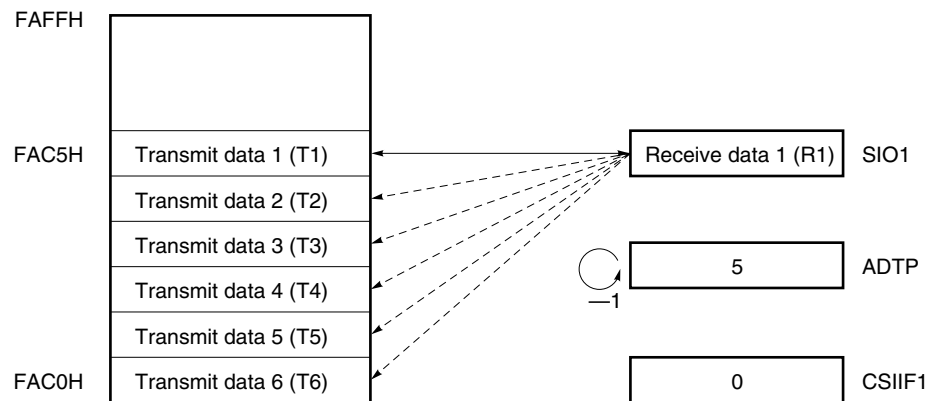 FAFFH
FAC5H Transmit data 1 (T1) Receive data 1 (R1) SIO1
Transmit data 2 (T2)
Transmit data 3 (T3) 5 ADTP
Transmit data 4 (T4) —1
Transmit data 5 (T5)
FAC0H Transmit data 6 (T6) 0 CSIIF1